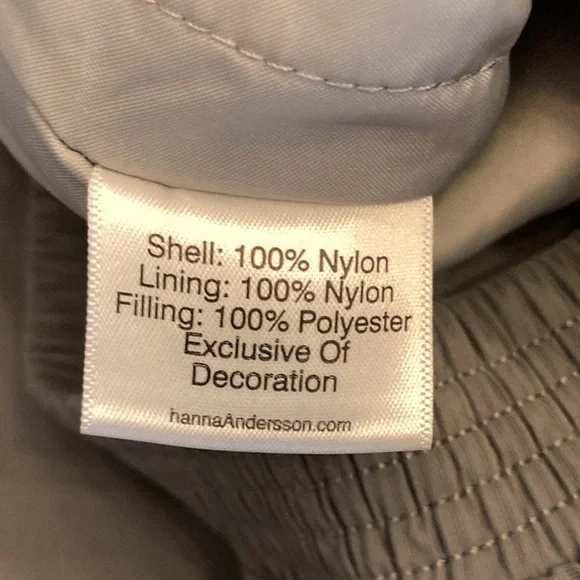 Shell: 100% Nylon
Lining: 100% Nylon
Filling: 100% Polyester
Exclusive Of
Decoration
hannaAndersson.com